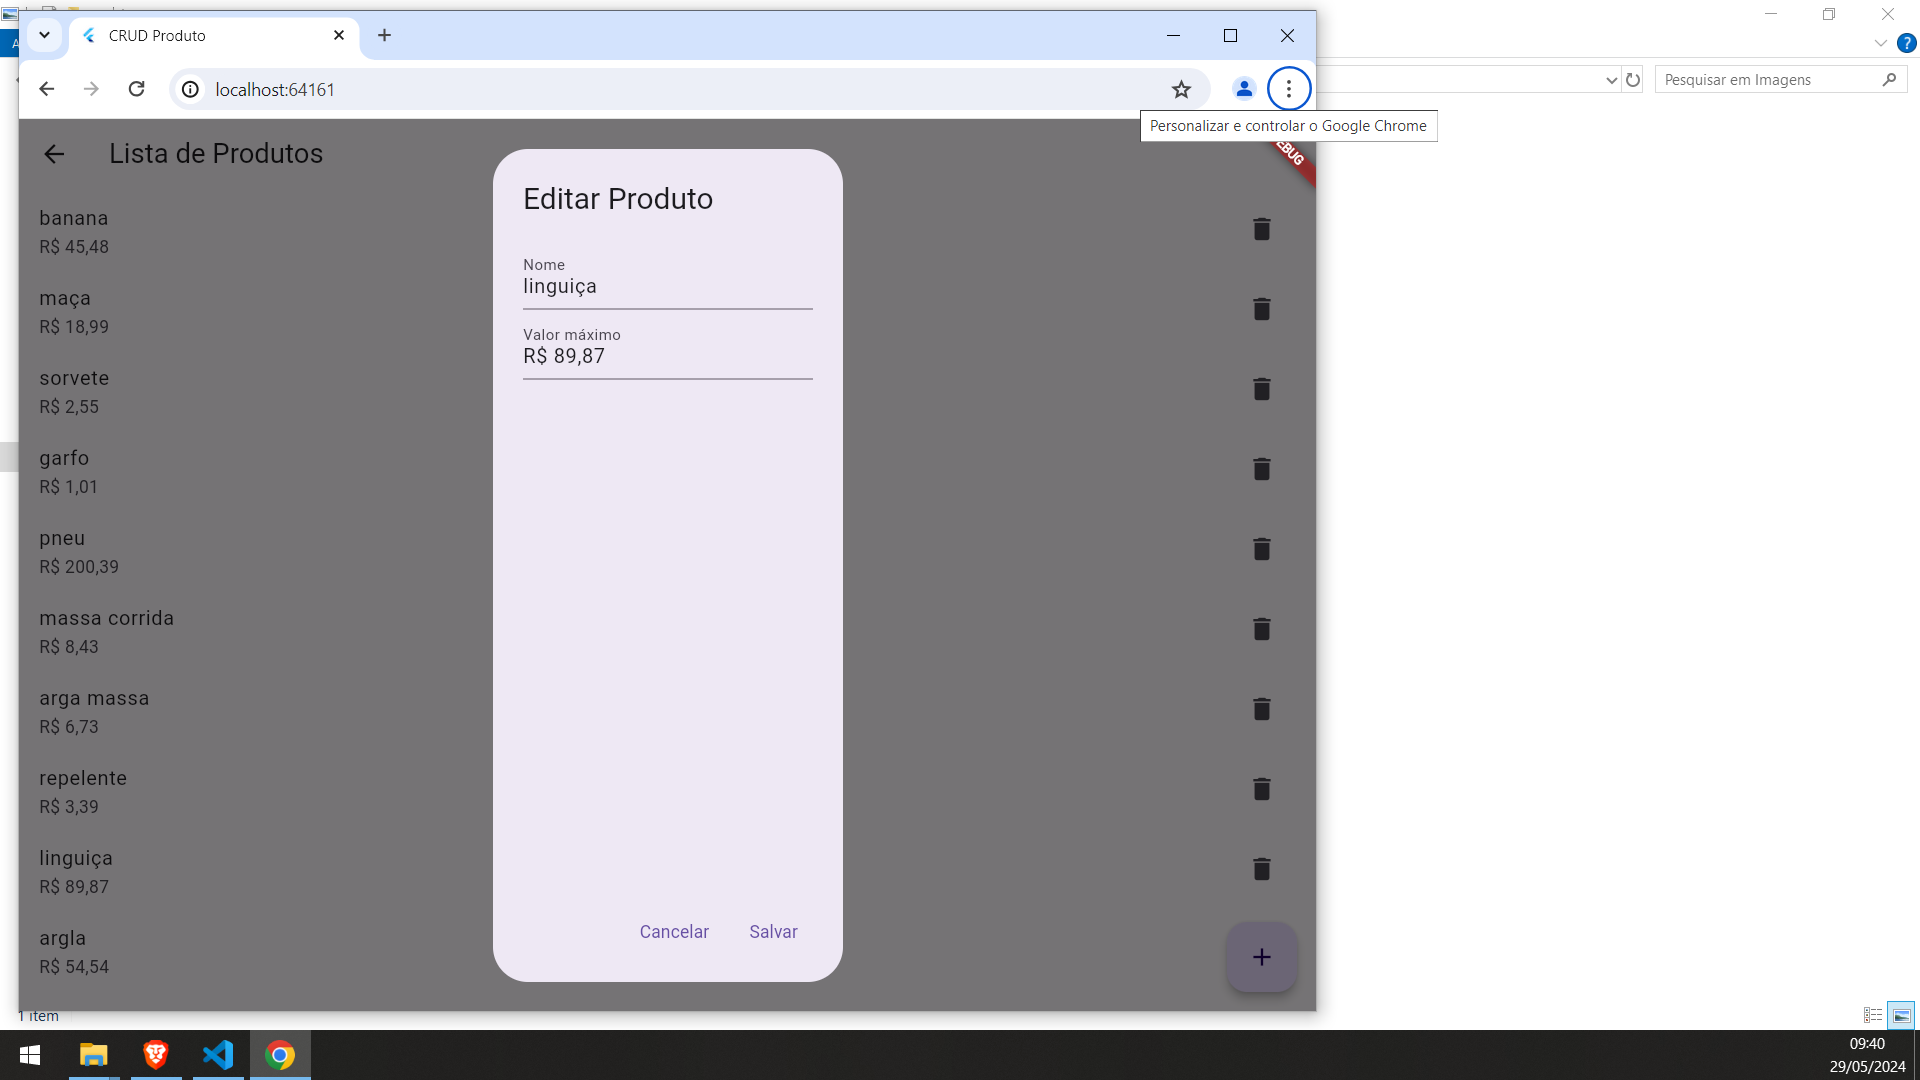 CRUD Produto
localhost:64161
Pesquisar em Imagens
Personalizar e controlar o Google Chrome
Lista de Produtos
banana
R$ 45,48
maça
R$ 18,99
sorvete
R$ 2,55
garfo
R$ 1,01
pneu
R$ 200,39
massa corrida
R$ 8,43
arga massa
R$ 6,73
repelente
R$ 3,39
linguiça
R$ 89,87
argla
R$ 54,54
Editar Produto
Nome
linguiça
Valor máximo
R$ 89,87
Cancelar Salvar
1 item
09:40
29/05/2024